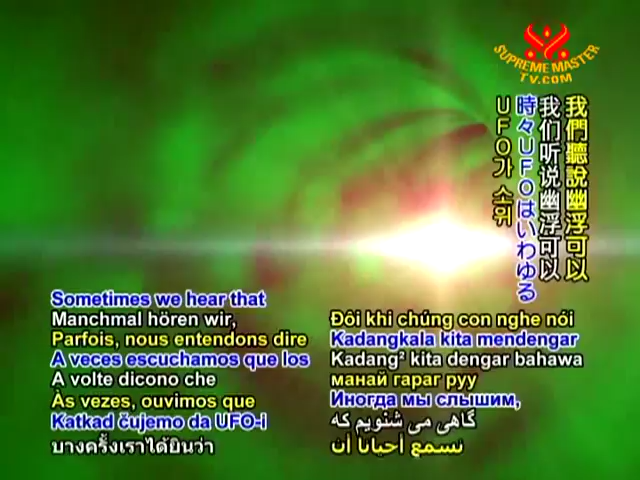 SUPREME MASTER
TV.COM
我們聽說幽浮可以
我们听说幽浮可以
時々UFOはいわゆる
UFO가 소위
Sometimes we hear that
Manchmal hören wir,
Parfois, nous entendons dire
A veces escuchamos que los
A volte dicono che
Às vezes, ouvimos que
Katkad čujemo da UFO-i
บางครั้งเราได้ยินว่า
Đôi khi chúng con nghe nói
Kadangkala kita mendengar
Kadang² kita dengar bahawa
манай гараг руу
Иногда мы слышим,
گاهی می شنویم که
نسمع أحيانا أن